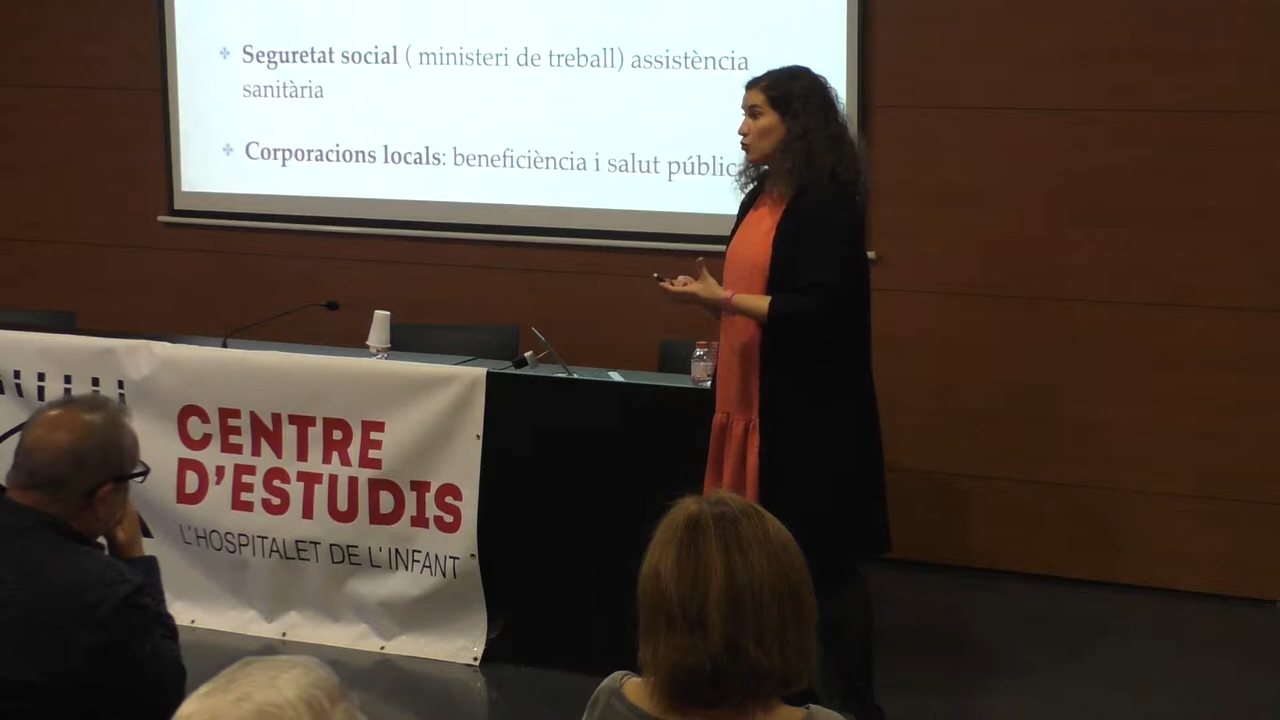 Seguretat social ( ministeri de treball) assistència
sanitària
Corporacions locals: beneficiència i salut públic
CENTRE
D'ESTUDIS
L'HOSPITALET DE L'INFANT